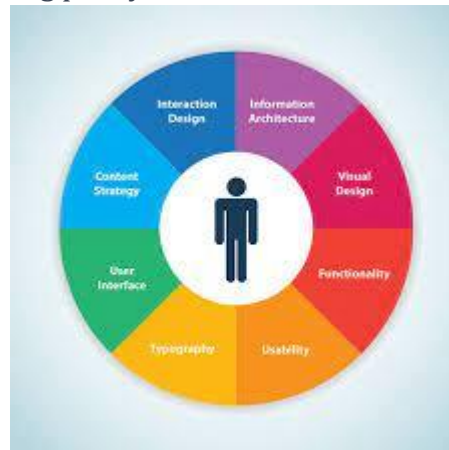 Interaction
Design
Information
Architecture
Visual
Design
Functionality
Usability
Typography
User
Interface
Content
Strategy